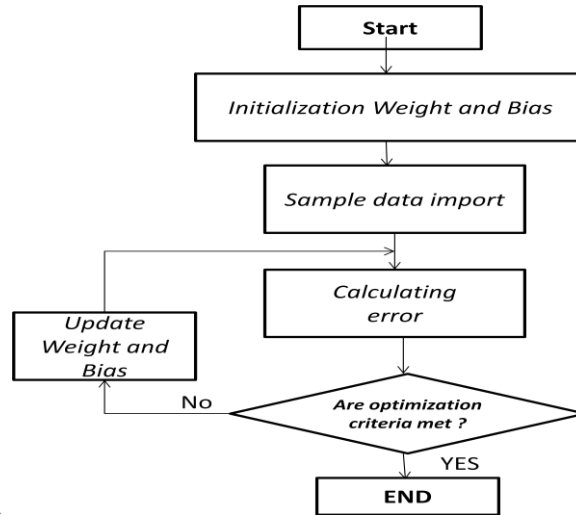 Start
Initialization Weight and Bias
Sample data import
Calculating
error
Update
Weight and
Bias
No
Are optimization
criteria met ?
YES
END